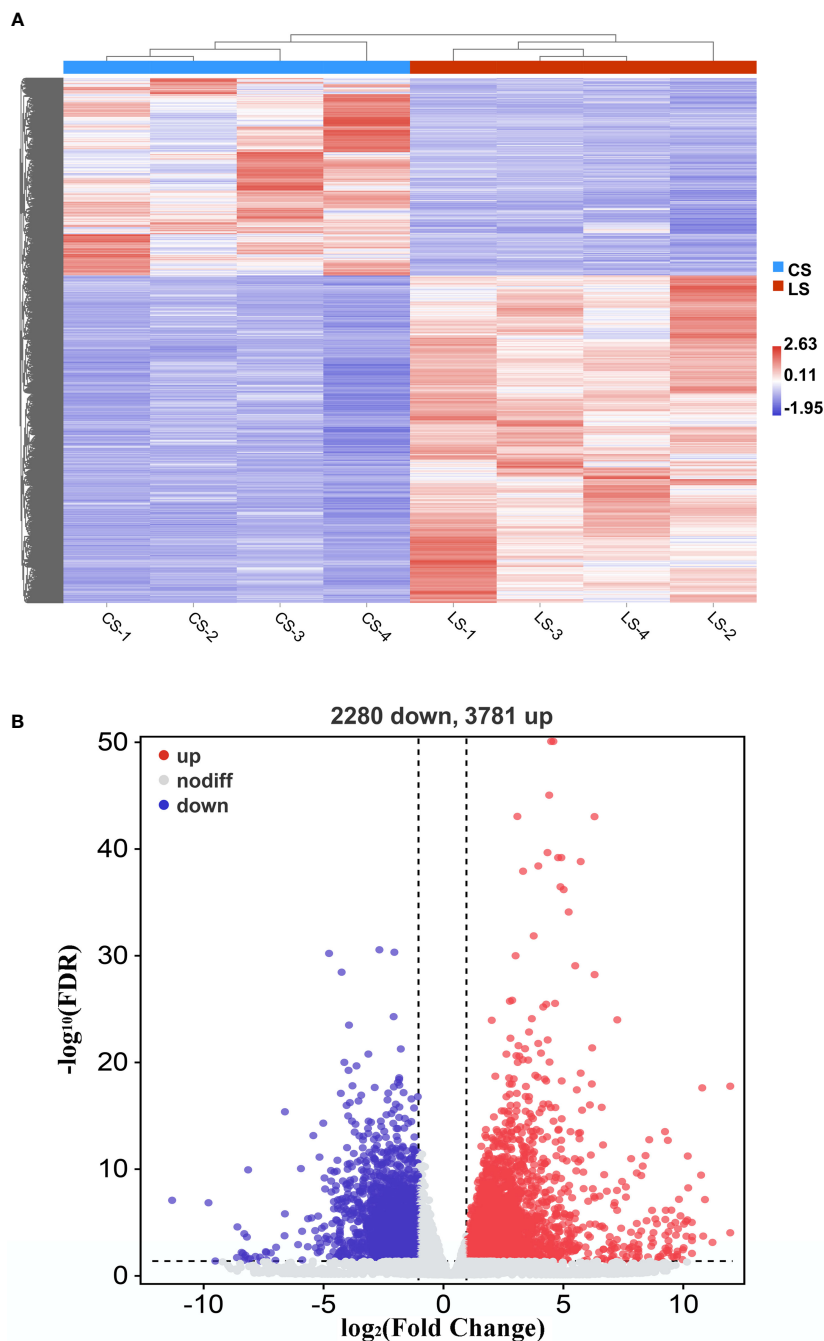 A
CS
LS
2.63
0.11
-1.95
CS-1
CS-2
CS-3
CS-4
LS-1
LS-3
LS-4
LS-2
B
2280 down, 3781 up
up
nodiff
down
50
40
30
20
10
0
-log¹⁰(FDR)
-10
-5
0
5
10
log₂(Fold Change)